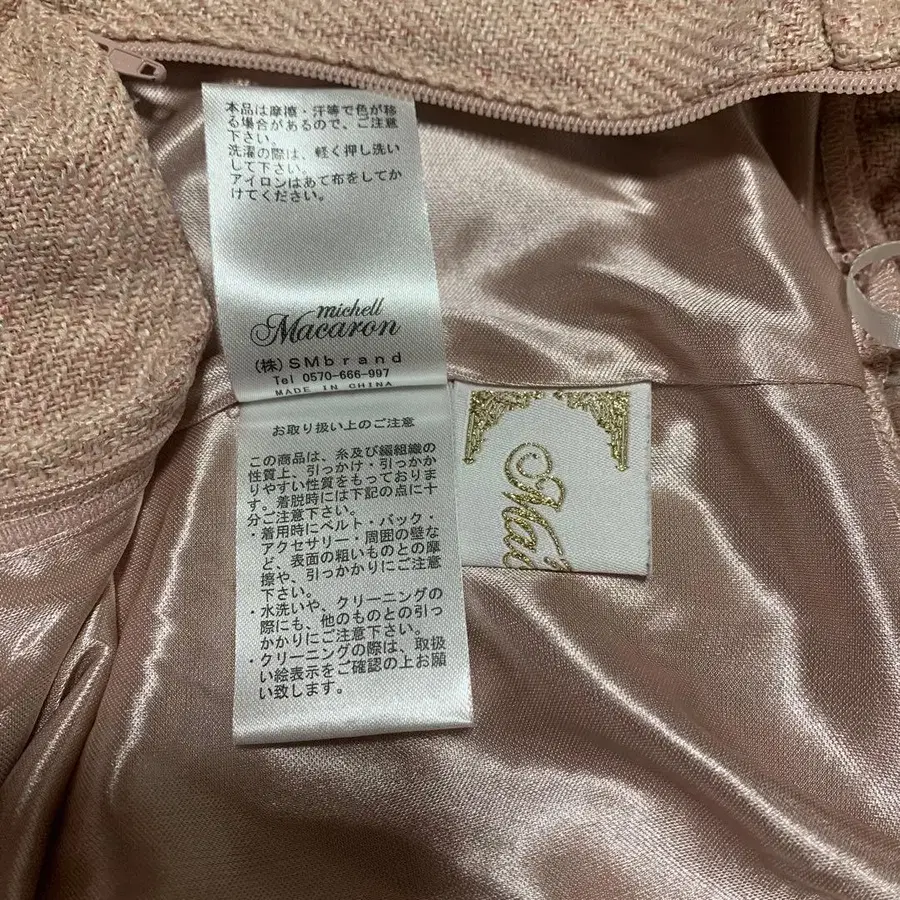 本品は摩擦・汗等で色が移
る場合があるので、ご注意
下さい。
洗濯の際は、軽く押し洗い
して下さい。
アイロンはあて布をしてか
けてください。
michell
Macaron
(株)SMbrand
Tel 0570-666-997
MADE IN CHINA
お取り扱い上のご注意
この商品は、糸及び編組織の
性質上、引っかけ・引っかか
りやすい性質をもっておりま
す。着脱時には下記の点に十
分ご注意下さい。
・着用時にベルト・バック・
アクセサリー・周囲の壁な
ど、表面の粗いものとの摩
擦や、引っかかりにご注意
下さい。
・水洗いや、クリーニングの
際にも、他のものとの引っ
かかりにご注意下さい。
・クリーニングの際は、取扱
い絵表示をご確認の上お願
い致します。